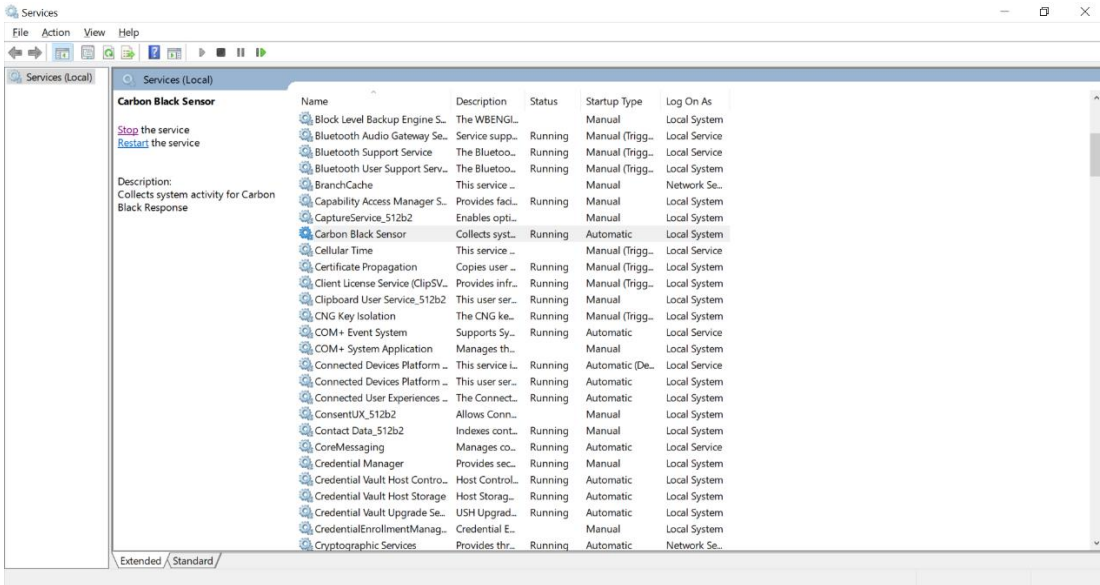 Services
File Action View Help
Services (Local)
Services (Local)
Carbon Black Sensor
Stop the service
Restart the service
Description:
Collects system activity for Carbon
Black Response
Name Description Status Startup Type Log On As
Block Level Backup Engine S... The WBENGI... Manual Local System
Bluetooth Audio Gateway Se... Service supp... Running Manual (Trigg... Local Service
Bluetooth Support Service The Bluetoo... Running Manual (Trigg... Local Service
Bluetooth User Support Serv... The Bluetoo... Running Manual (Trigg... Local System
BranchCache This service ... Manual Network Se...
Capability Access Manager S... Provides faci... Running Manual Local System
CaptureService_512b2 Enables opti... Manual Local System
Carbon Black Sensor Collects syst... Running Automatic Local System
Cellular Time This service ... Manual (Trigg... Local Service
Certificate Propagation Copies user ... Running Manual (Trigg... Local System
Client License Service (ClipSV... Provides infr... Running Manual (Trigg... Local System
Clipboard User Service_512b2 This user ser... Running Manual Local System
CNG Key Isolation The CNG ke... Running Manual (Trigg... Local System
COM+ Event System Supports Sy... Running Automatic Local Service
COM+ System Application Manages th... Manual Local System
Connected Devices Platform ... This service i... Running Automatic (De... Local Service
Connected Devices Platform ... This user ser... Running Automatic Local System
Connected User Experiences ... The Connect... Running Automatic Local System
ConsentUX_512b2 Allows Conn... Manual Local System
Contact Data_512b2 Indexes cont... Running Manual Local System
CoreMessaging Manages co... Running Automatic Local Service
Credential Manager Provides sec... Running Manual Local System
Credential Vault Host Contro... Host Control... Running Automatic Local System
Credential Vault Host Storage Host Storag... Running Automatic Local System
Credential Vault Upgrade Se... USH Upgrad... Running Automatic Local System
CredentialEnrollmentManag... Credential E... Manual Local System
Cryptographic Services Provides thr... Running Automatic Network Se...
Extended Standard